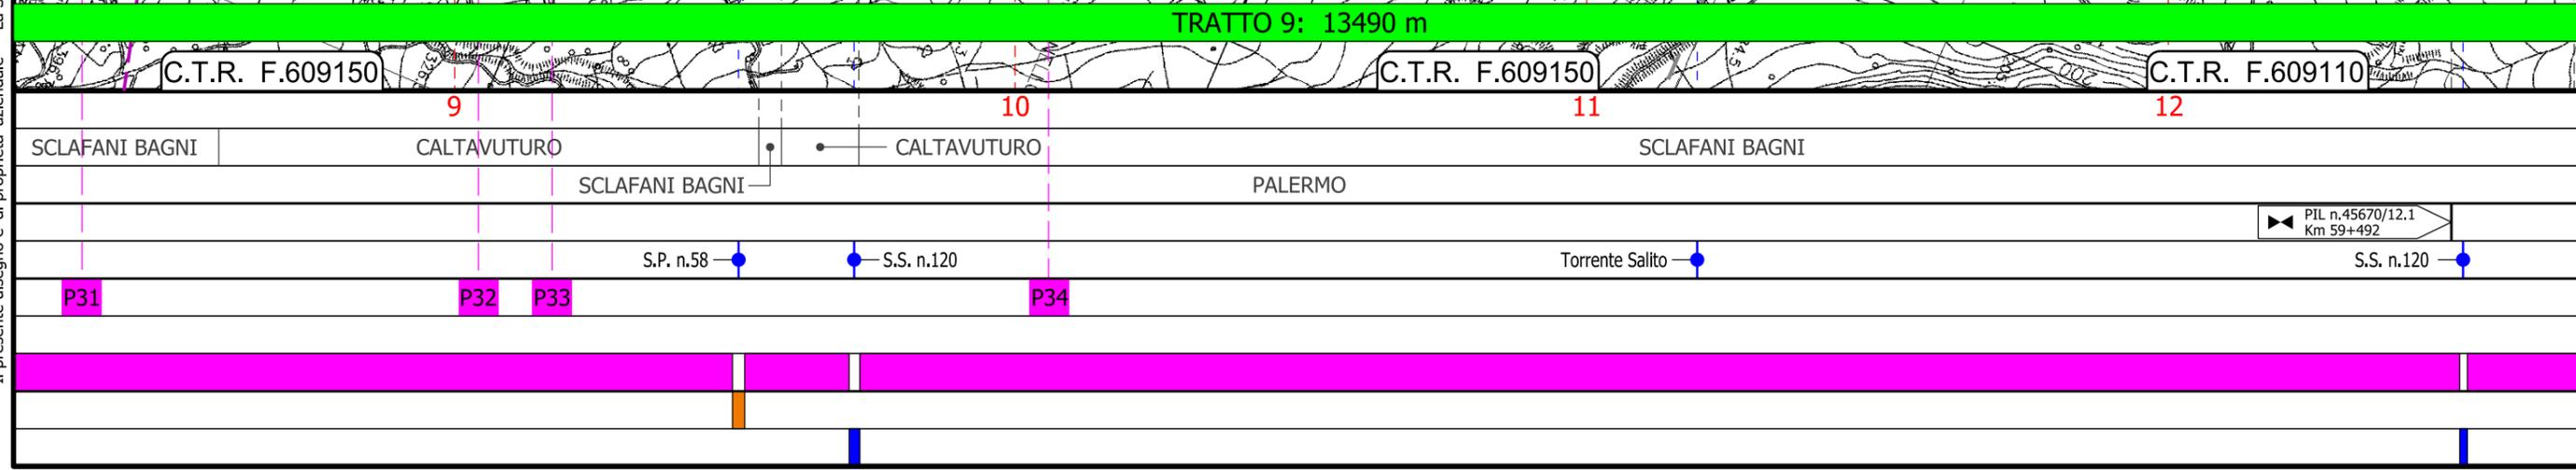 TRATTO 9: 13490 m
C.T.R. F.609150
C.T.R. F.609150
C.T.R. F.609110
200
9
10
11
12
SCLAFANI BAGNI
CALTAVUTURO
CALTAVUTURO
SCLAFANI BAGNI
SCLAFANI BAGNI
PALERMO
PIL n.45670/12.1
Km 59+492
S.P. n.58
S.S. n.120
Torrente Salito
S.S. n.120
P31
P32
P33
P34